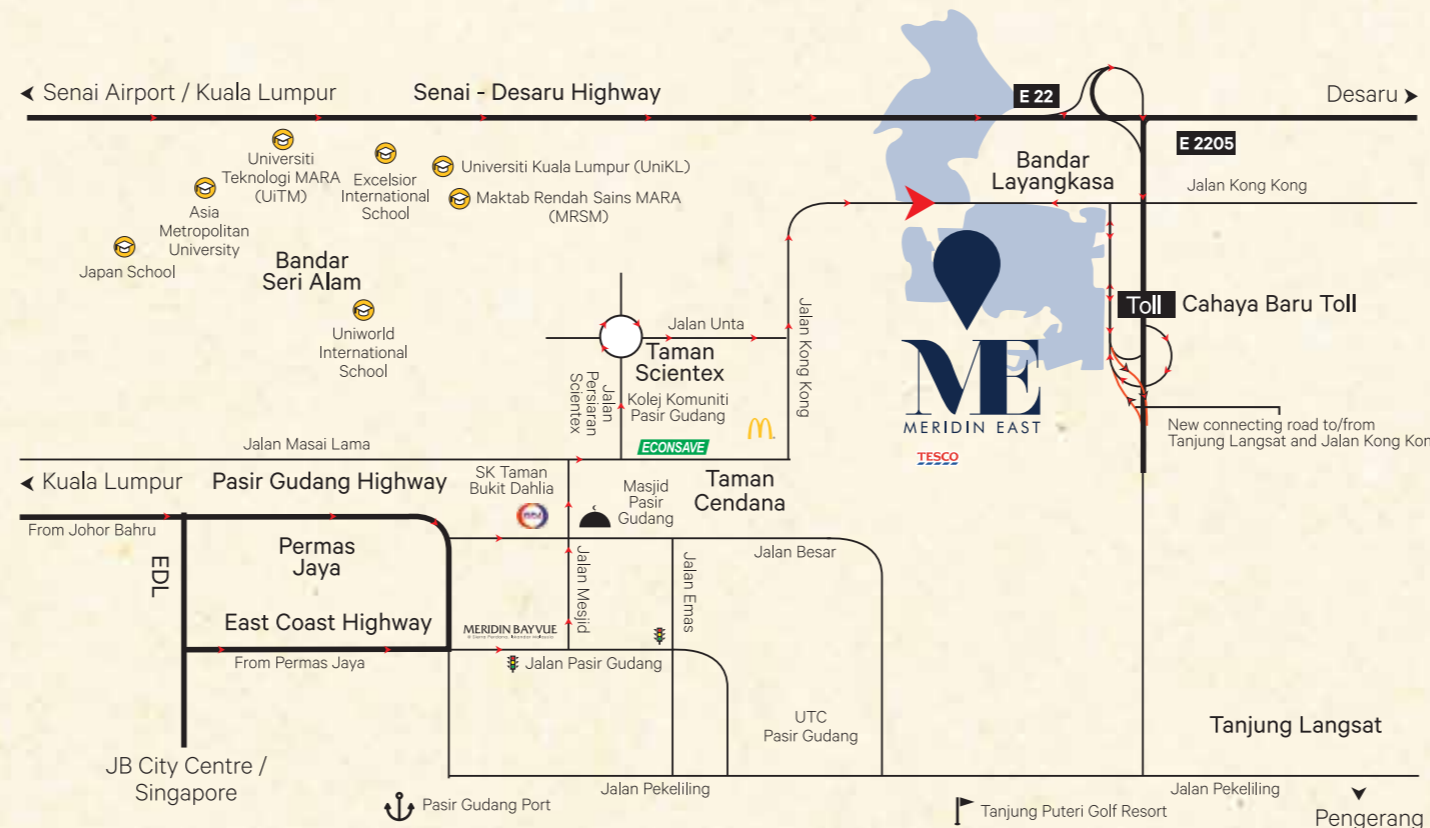 Senai Airport / Kuala Lumpur
Senai - Desaru Highway
E 22
Desaru
E 2205
Universiti
Teknologi MARA
(UiTM)
Excelsior
International
School
Universiti Kuala Lumpur (UniKL)
Maktab Rendah Sains MARA
(MRSM)
Asia
Metropolitan
University
Japan School
Bandar
Seri Alam
Uniworld
International
School
Bandar
Layangkasa
Jalan Kong Kong
Toll
Cahaya Baru Toll
Jalan Unta
Taman
Scientex
Jalan
Persiaran
Scientex
Kolej Komuniti
Pasir Gudang
Jalan Kong Kong
ME
MERIDIN EAST
TESCO
New connecting road to/from
Tanjung Langsat and Jalan Kong Kon
Jalan Masai Lama
ECONSAVE
Kuala Lumpur
Pasir Gudang Highway
SK Taman
Bukit Dahlia
Masjid
Pasir
Gudang
Taman
Cendana
From Johor Bahru
EDL
Permas
Jaya
Jalan Mesjid
Jalan Emas
Jalan Besar
East Coast Highway
MERIDIN BAYVUE
From Permas Jaya
Jalan Pasir Gudang
UTC
Pasir Gudang
Tanjung Langsat
JB City Centre /
Singapore
Jalan Pekeliling
Jalan Pekeliling
Pasir Gudang Port
Tanjung Puteri Golf Resort
Pengerang